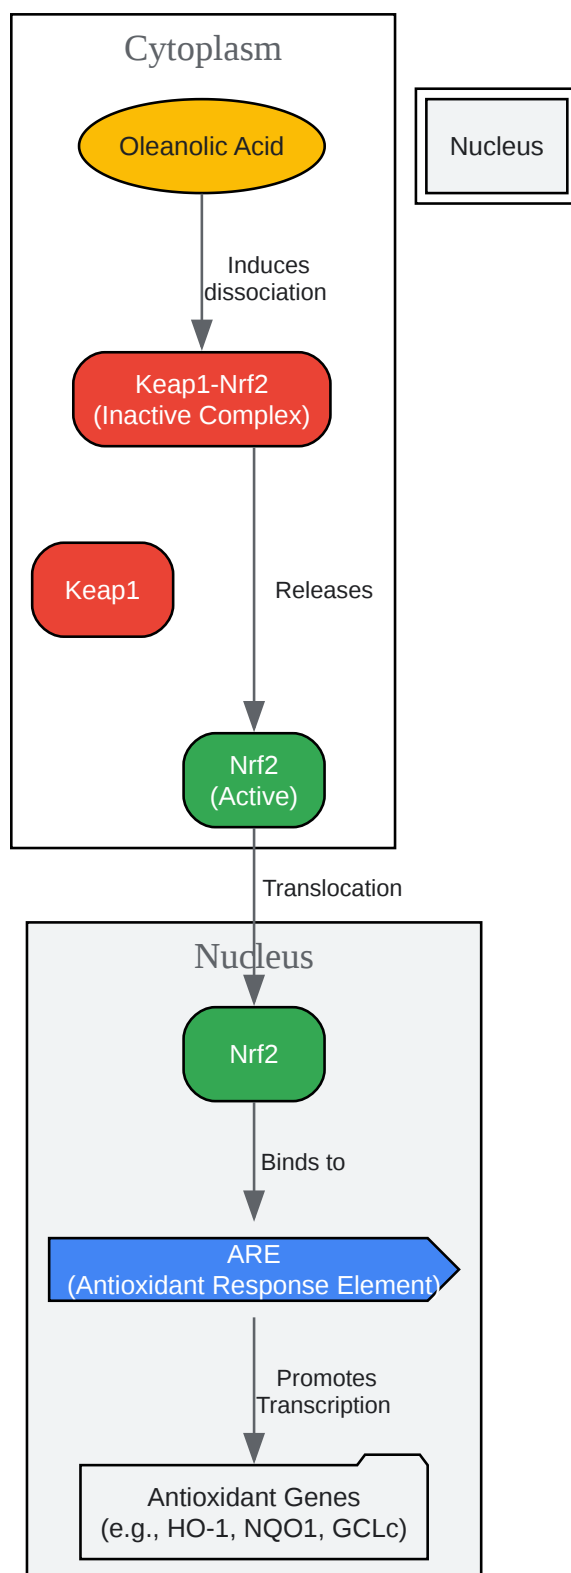 Cytoplasm
Oleanolic Acid
Nucleus
Induces
dissociation
Keap1-Nrf2
(Inactive Complex)
Keap1
Releases
Nrf2
(Active)
Translocation
Nucleus
Nrf2
Binds to
ARE
(Antioxidant Response Element)
Promotes
Transcription
Antioxidant Genes
(e.g., HO-1, NQO1, GCLc)